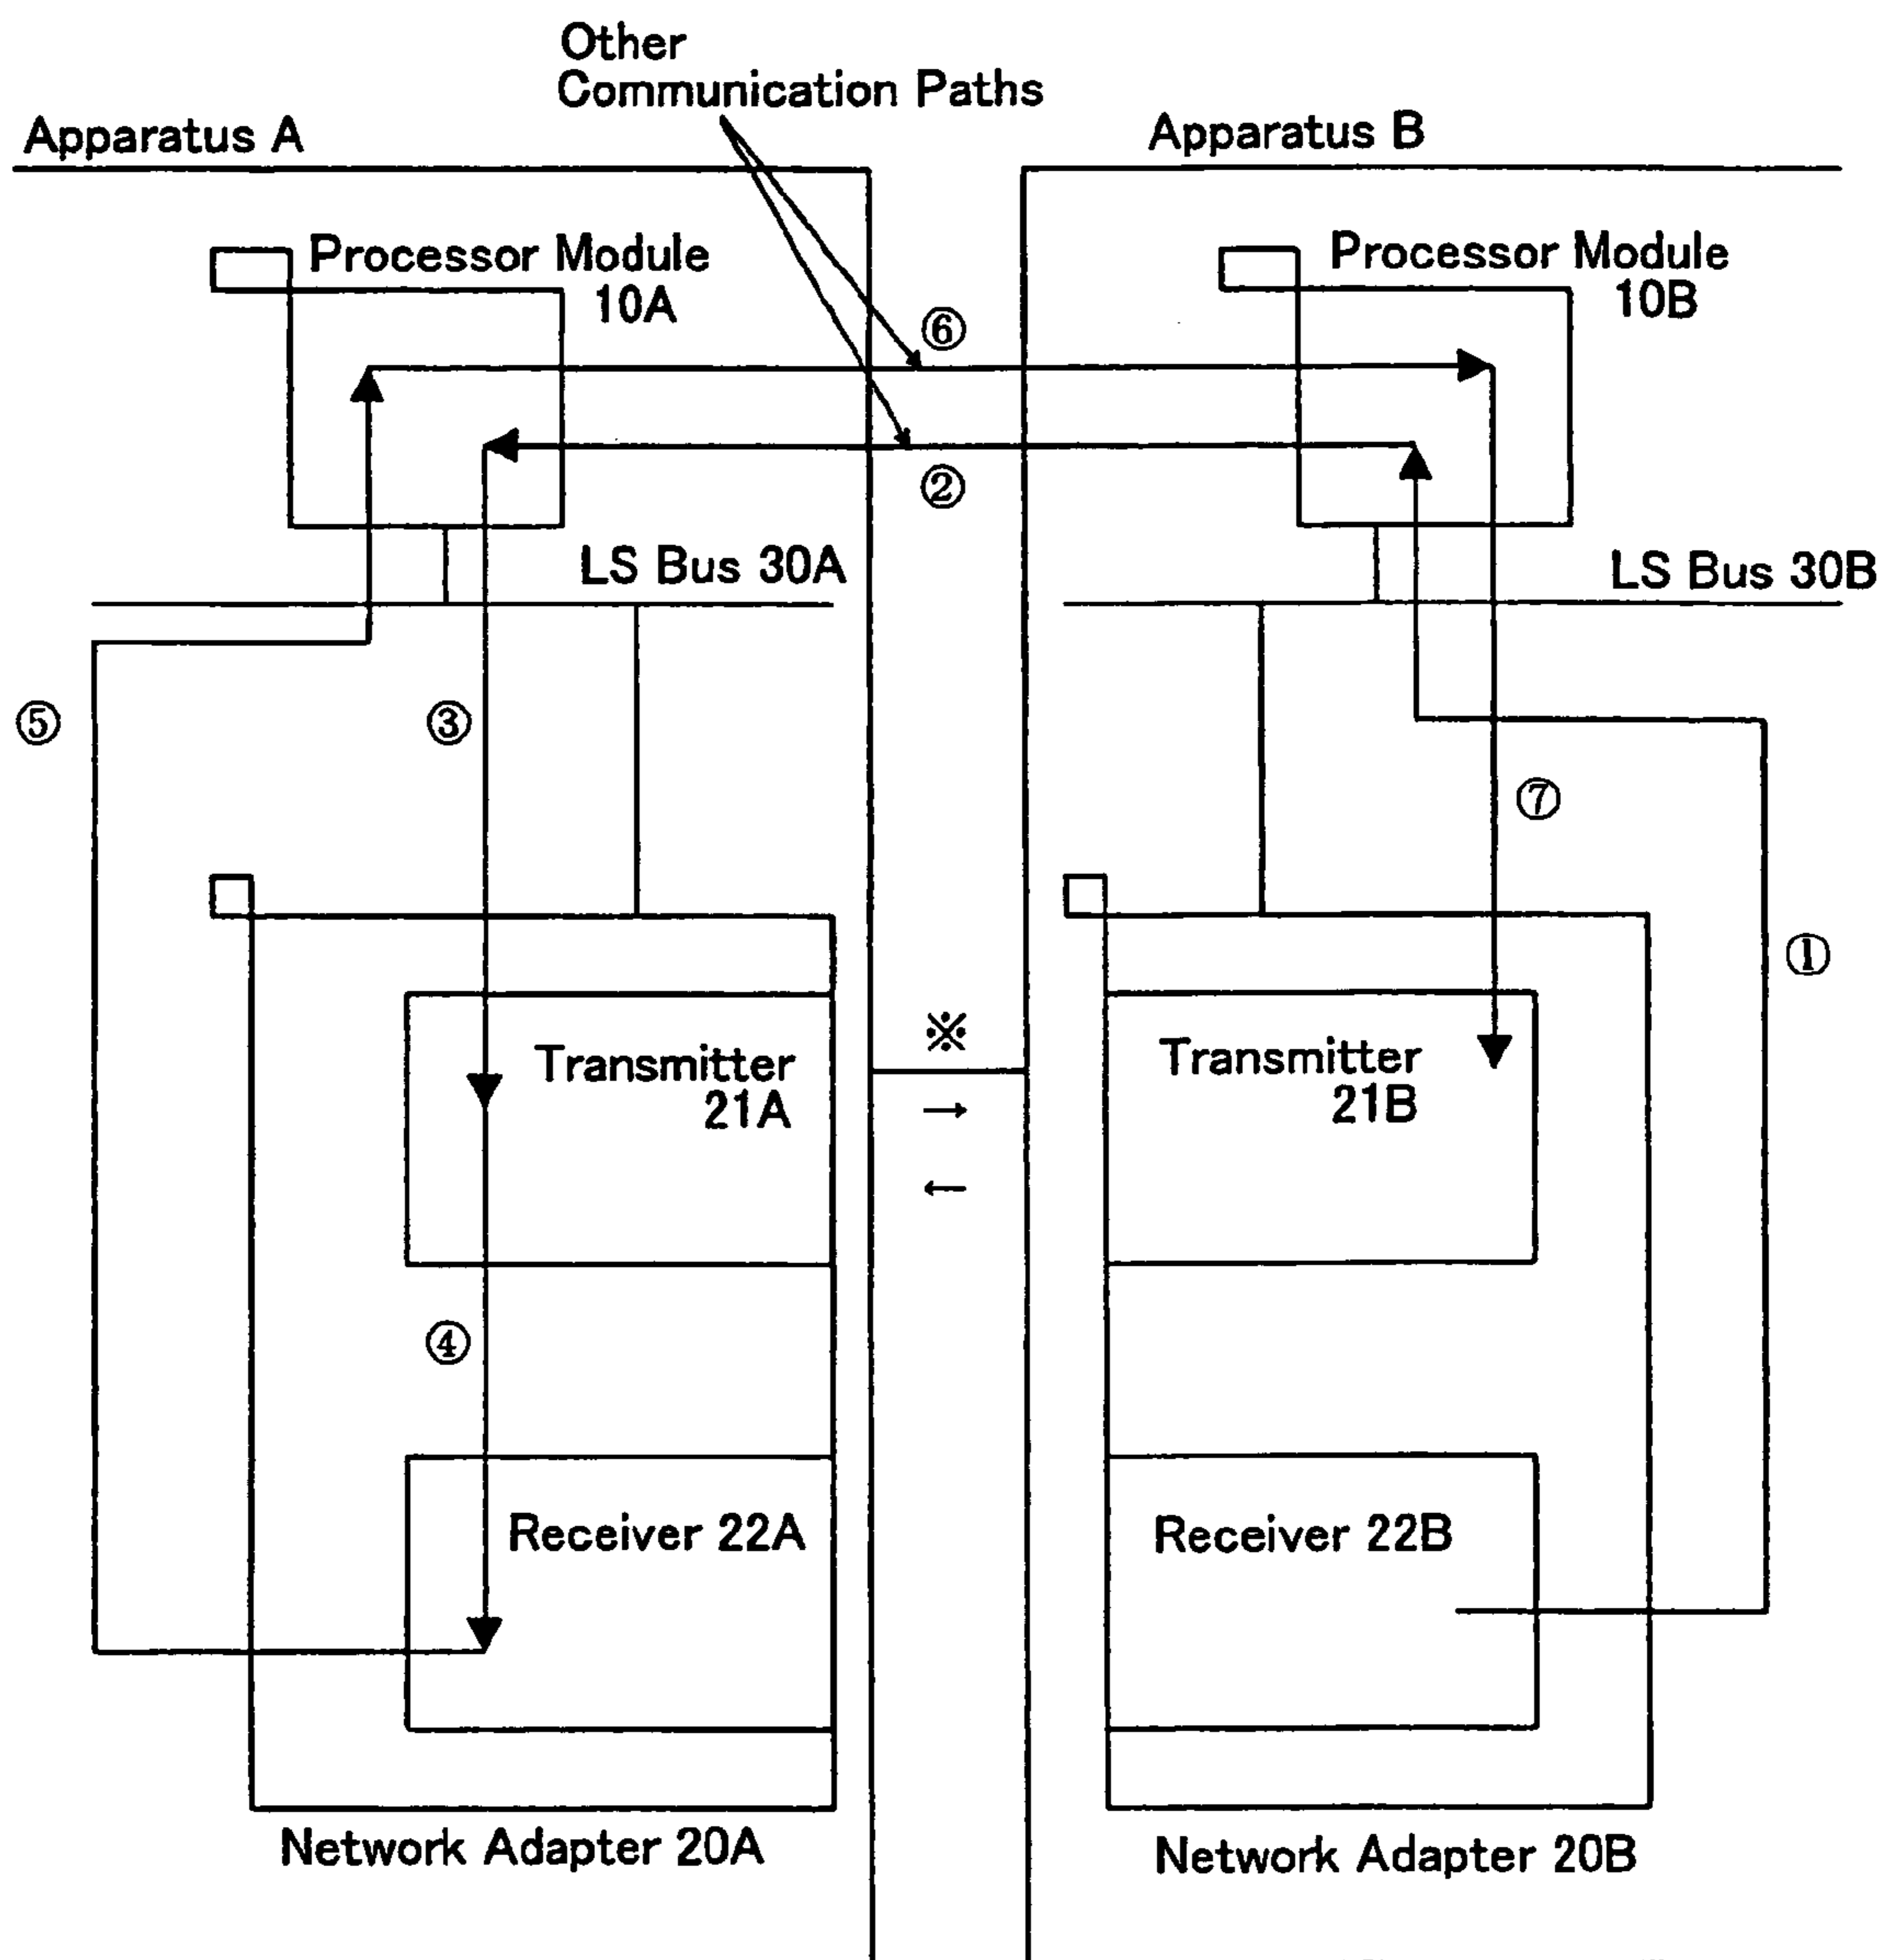 Other
Communication Paths
Apparatus A
Apparatus B
Processor Module
10A
Processor Module
10B
⑥
②
LS Bus 30A
LS Bus 30B
⑤
③
⑦
①
※
→
←
Transmitter
21A
Transmitter
21B
④
Receiver 22A
Receiver 22B
Network Adapter 20A
Network Adapter 20B